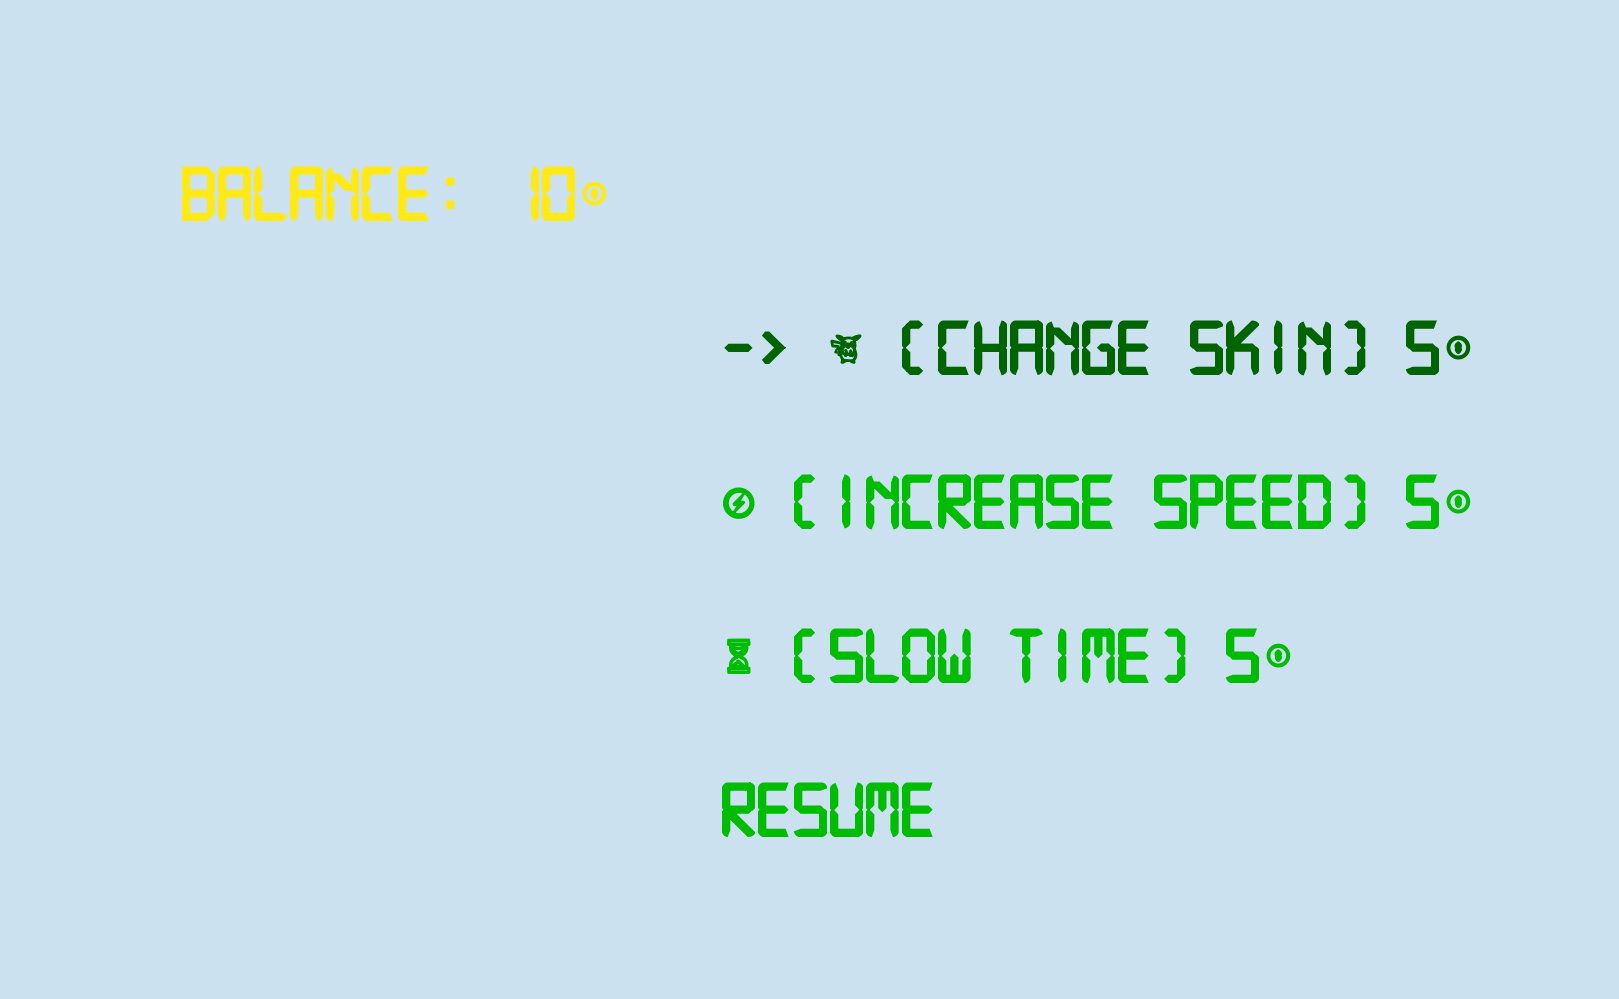 BALANCE: 10
-> (CHANGE SKIN) 5
(INCREASE SPEED) 5
(SLOW TIME) 5
RESUME